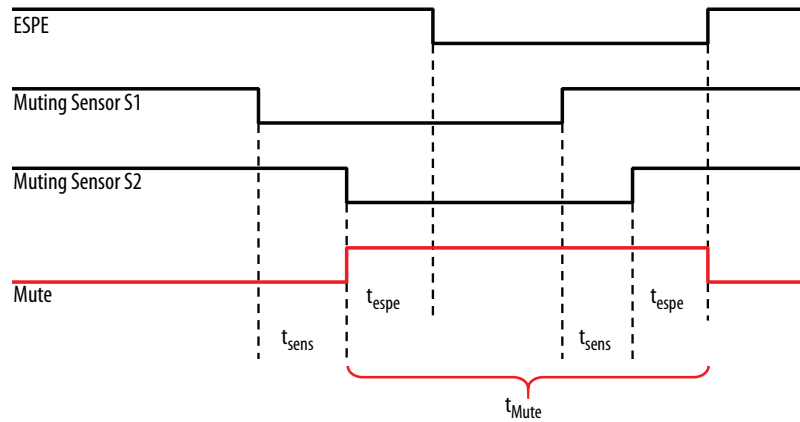 ESPE
Muting Sensor S1
Muting Sensor S2
Mute
tespe
tespe
tsens
tsens
tMute